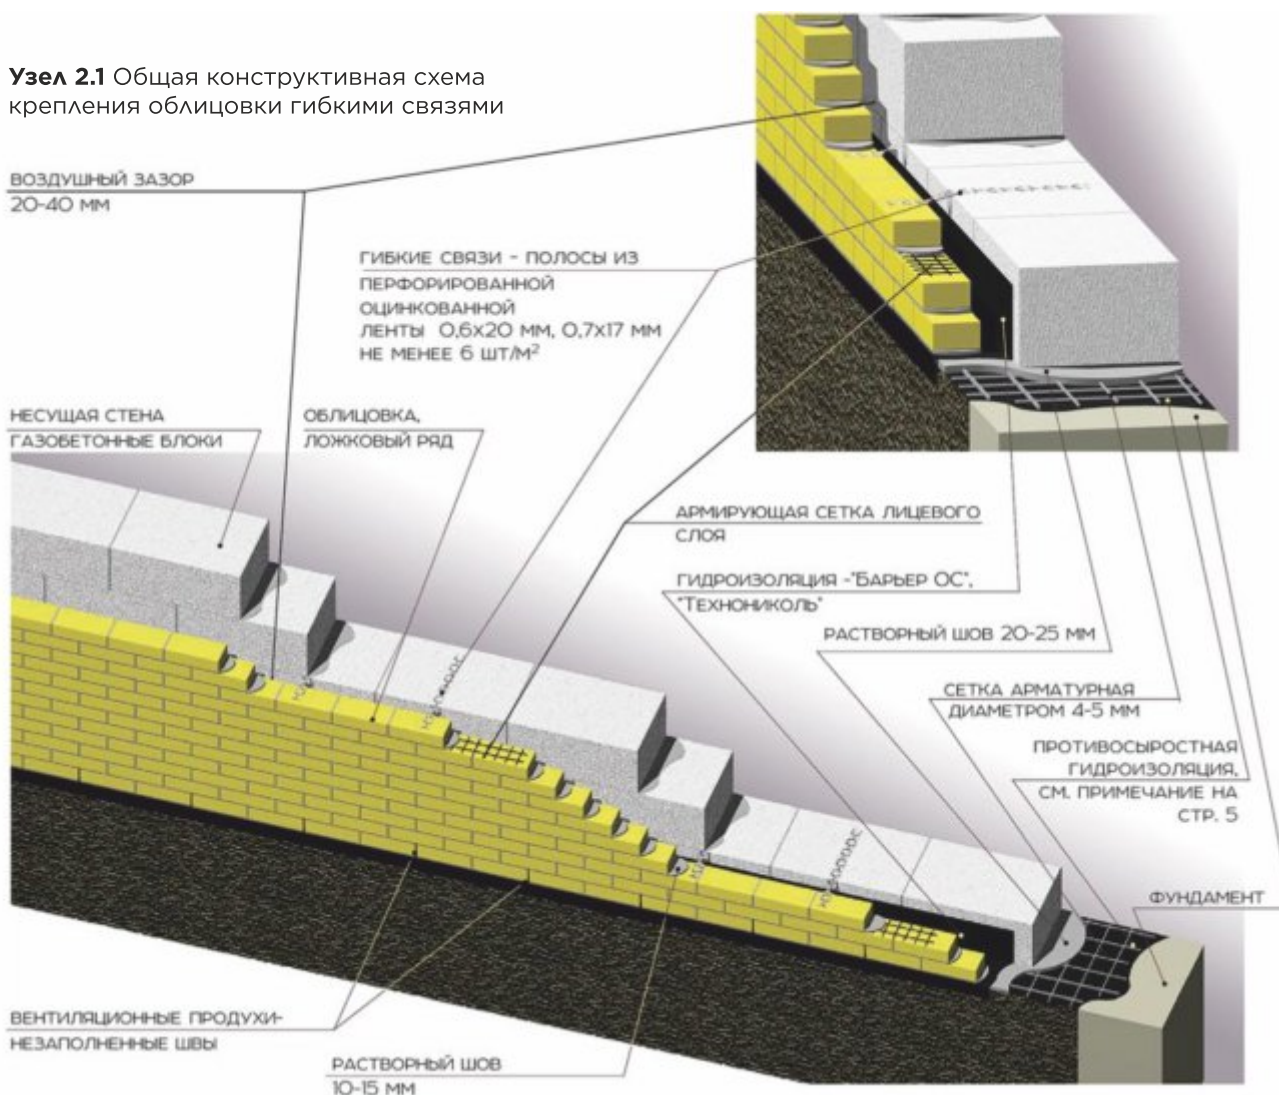 Узел 2.1 Общая конструктивная схема
крепления облицовки гибкими связями
ВОЗДУШНЫЙ ЗАЗОР
20-40 ММ
ГИБКИЕ СВЯЗИ - ПОЛОСЫ ИЗ
ПЕРФОРИРОВАННОЙ
ОЦИНКОВАННОЙ
ЛЕНТЫ 0,6Х20 ММ, 0,7Х17 ММ
НЕ МЕНЕЕ 6 ШТ/М²
НЕСУЩАЯ СТЕНА
ГАЗОБЕТОННЫЕ БЛОКИ
ОБЛИЦОВКА,
ЛОЖКОВЫЙ РЯД
АРМИРУЮЩАЯ СЕТКА ЛИЦЕВОГО
СЛОЯ
ГИДРОИЗОЛЯЦИЯ -"БАРЬЕР ОС",
"ТЕХНОНИКОЛЬ"
РАСТВОРНЫЙ ШОВ 20-25 ММ
СЕТКА АРМАТУРНАЯ
ДИАМЕТРОМ 4-5 ММ
ПРОТИВОСЫРОСТНАЯ
ГИДРОИЗОЛЯЦИЯ,
СМ. ПРИМЕЧАНИЕ НА
СТР. 5
ФУНДАМЕНТ
ВЕНТИЛЯЦИОННЫЕ ПРОДУХИ-
НЕЗАПОЛНЕННЫЕ ШВЫ
РАСТВОРНЫЙ ШОВ
10-15 ММ